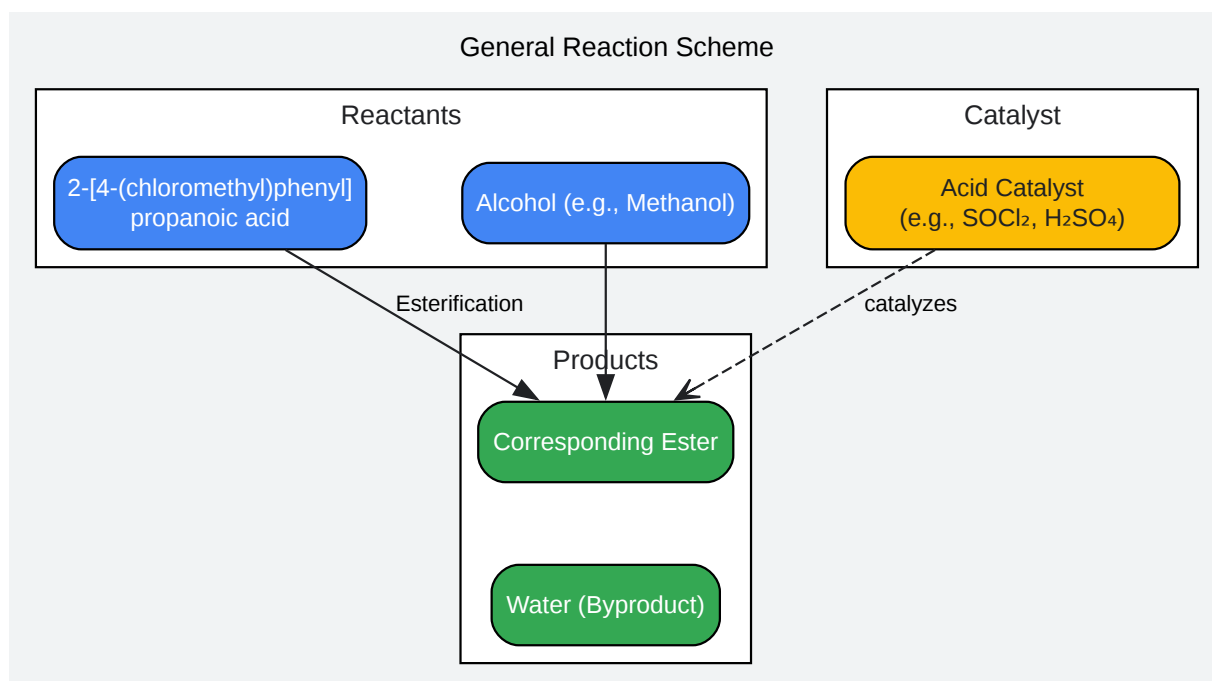 General Reaction Scheme
Reactants
Catalyst
2-[4-(chloromethyl)phenyl]
propanoic acid
Alcohol (e.g., Methanol)
Acid Catalyst
(e.g., SOCl₂, H₂SO₄)
Esterification
catalyzes
Products
Corresponding Ester
Water (Byproduct)